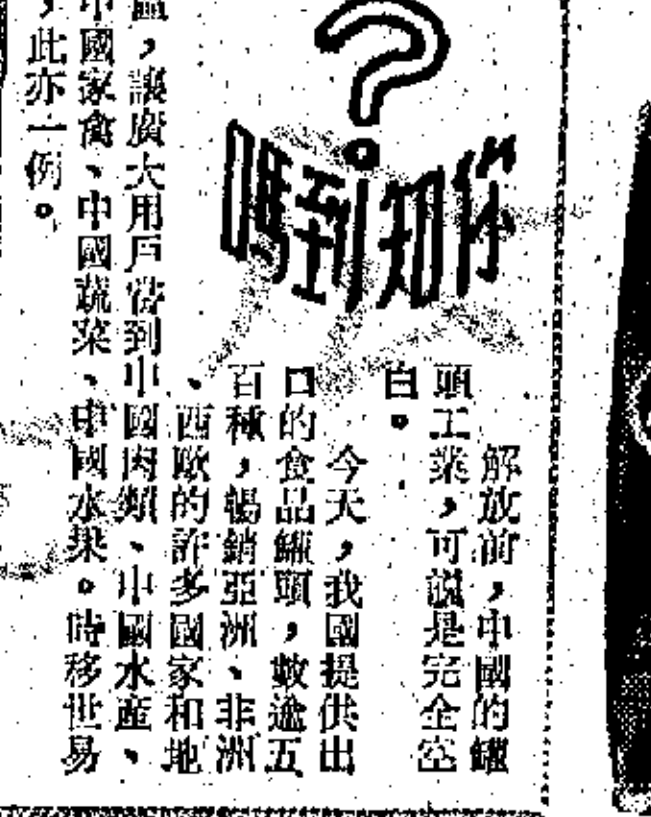 你知到嗎?
解放前,中國的罐
頭工業,可說是完全空
白。
今天,我國提供出
口的食品罐頭,數逾五
百種,暢銷亞洲、非洲
、西歐的許多國家和地
區,讓廣大用戶嘗到中國肉類、中國水產、
中國家禽、中國蔬菜、中國水果。時移世易
,此亦一例。